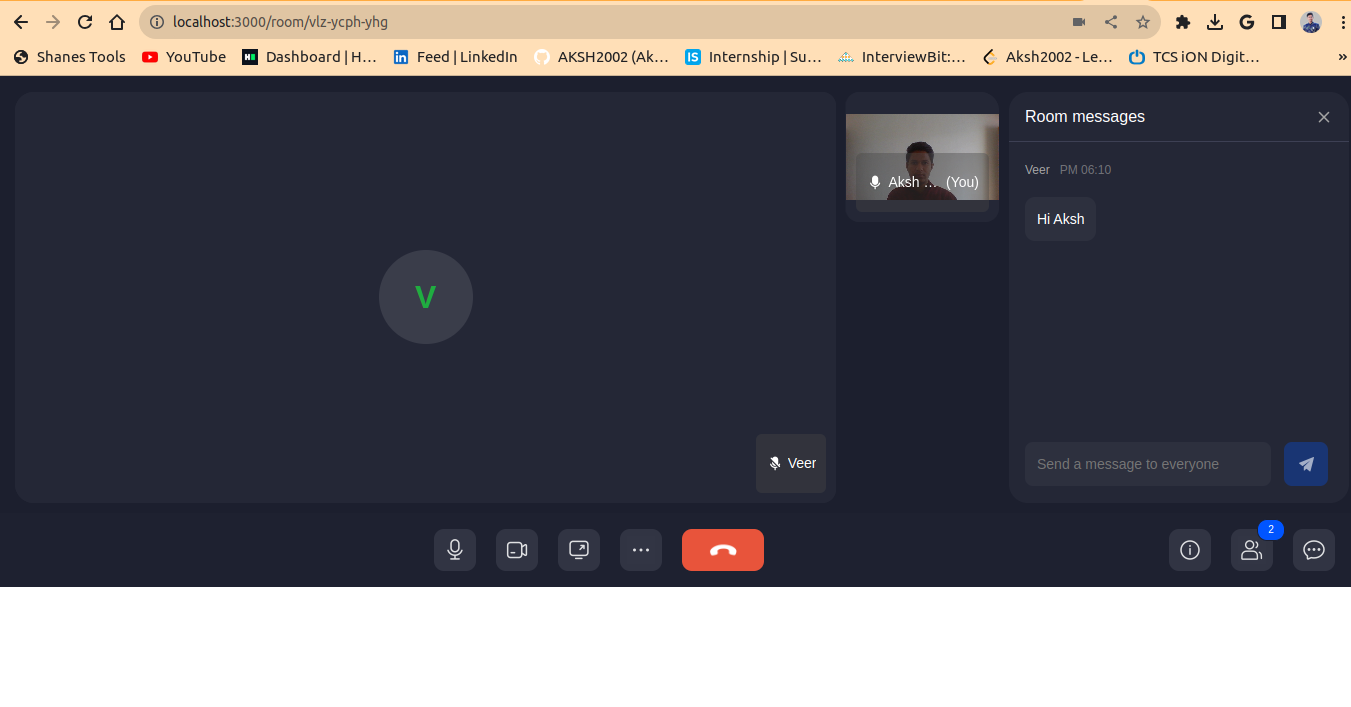 localhost:3000/room/vlz-ycph-yhg
Shanes Tools YouTube Dashboard | H… Feed | LinkedIn AKSH2002 (Ak… Internship | Su… InterviewBit:… Aksh2002 - Le… TCS iON Digit… »
Room messages
Veer PM 06:10
Aksh ... (You)
Hi Aksh
V
Veer
Send a message to everyone
2